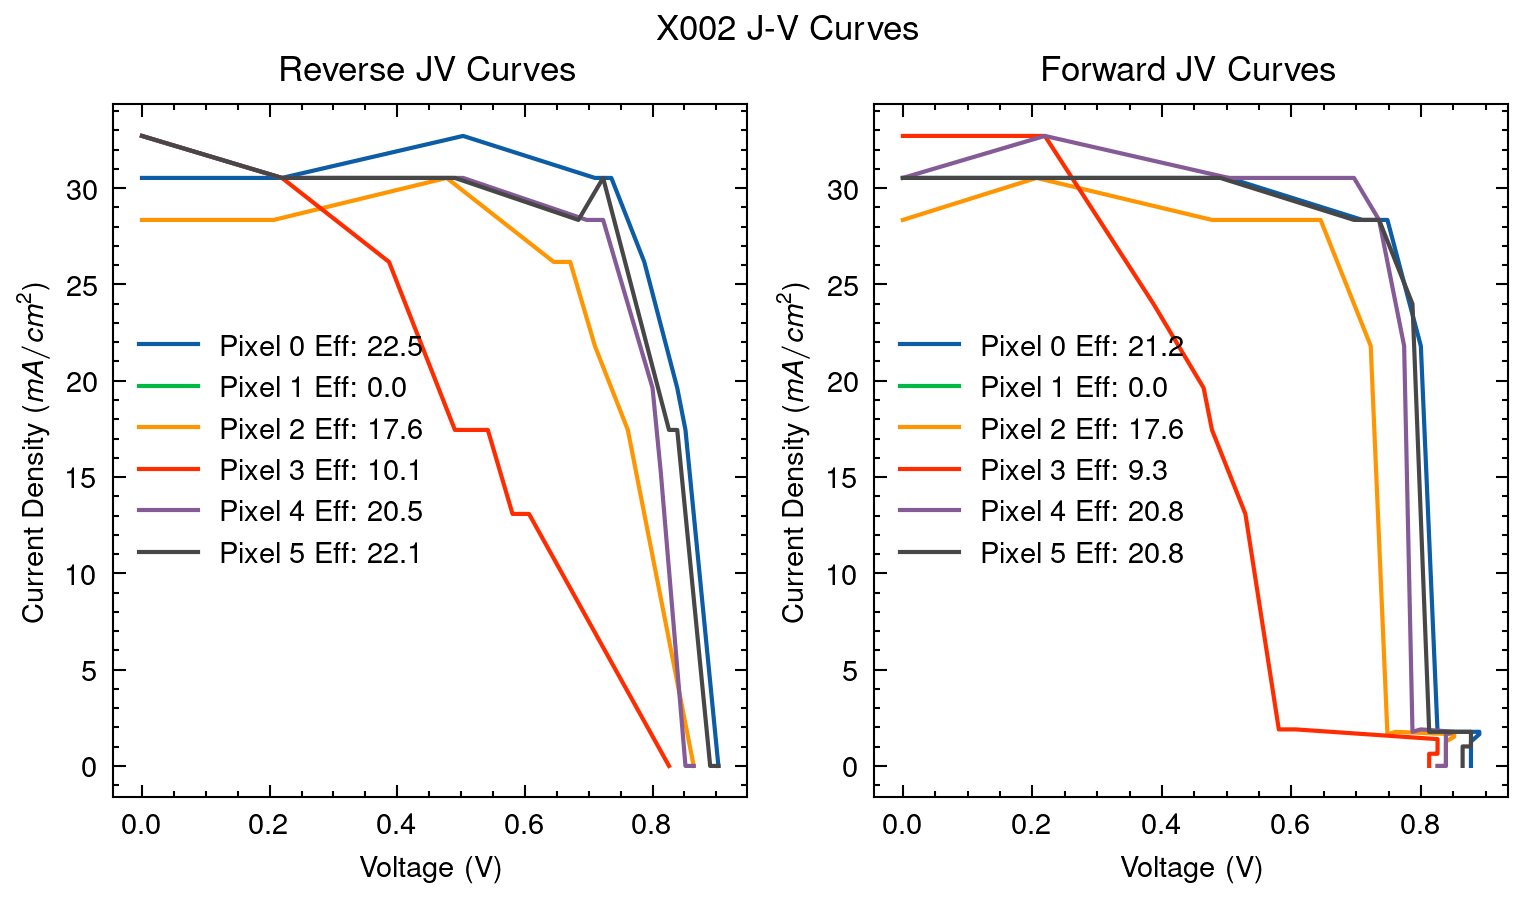 X002 J-V Curves
Reverse JV Curves
Current Density (mA/cm²)
30
25
20
15
10
5
0
Pixel 0 Eff: 22.5
Pixel 1 Eff: 0.0
Pixel 2 Eff: 17.6
Pixel 3 Eff: 10.1
Pixel 4 Eff: 20.5
Pixel 5 Eff: 22.1
0.0 0.2 0.4 0.6 0.8
Voltage (V)
Forward JV Curves
Current Density (mA/cm²)
30
25
20
15
10
5
0
Pixel 0 Eff: 21.2
Pixel 1 Eff: 0.0
Pixel 2 Eff: 17.6
Pixel 3 Eff: 9.3
Pixel 4 Eff: 20.8
Pixel 5 Eff: 20.8
0.0 0.2 0.4 0.6 0.8
Voltage (V)